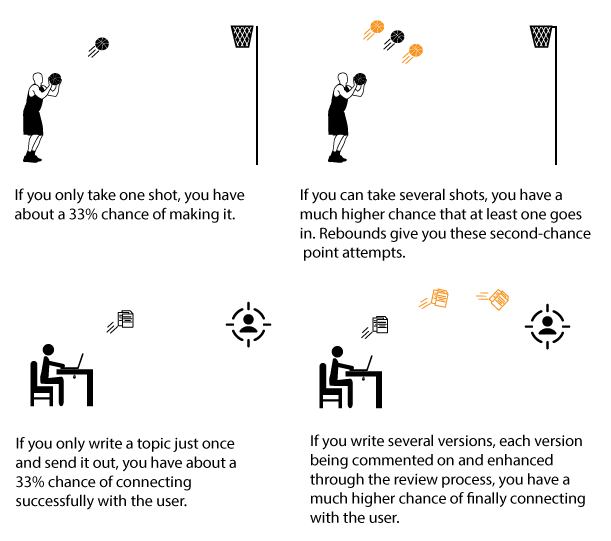 If you only take one shot, you have
about a 33% chance of making it.
If you can take several shots, you have a
much higher chance that at least one goes
in. Rebounds give you these second-chance
point attempts.
If you only write a topic just once
and send it out, you have about a
33% chance of connecting
successfully with the user.
If you write several versions, each version
being commented on and enhanced
through the review process, you have a
much higher chance of finally connecting
with the user.